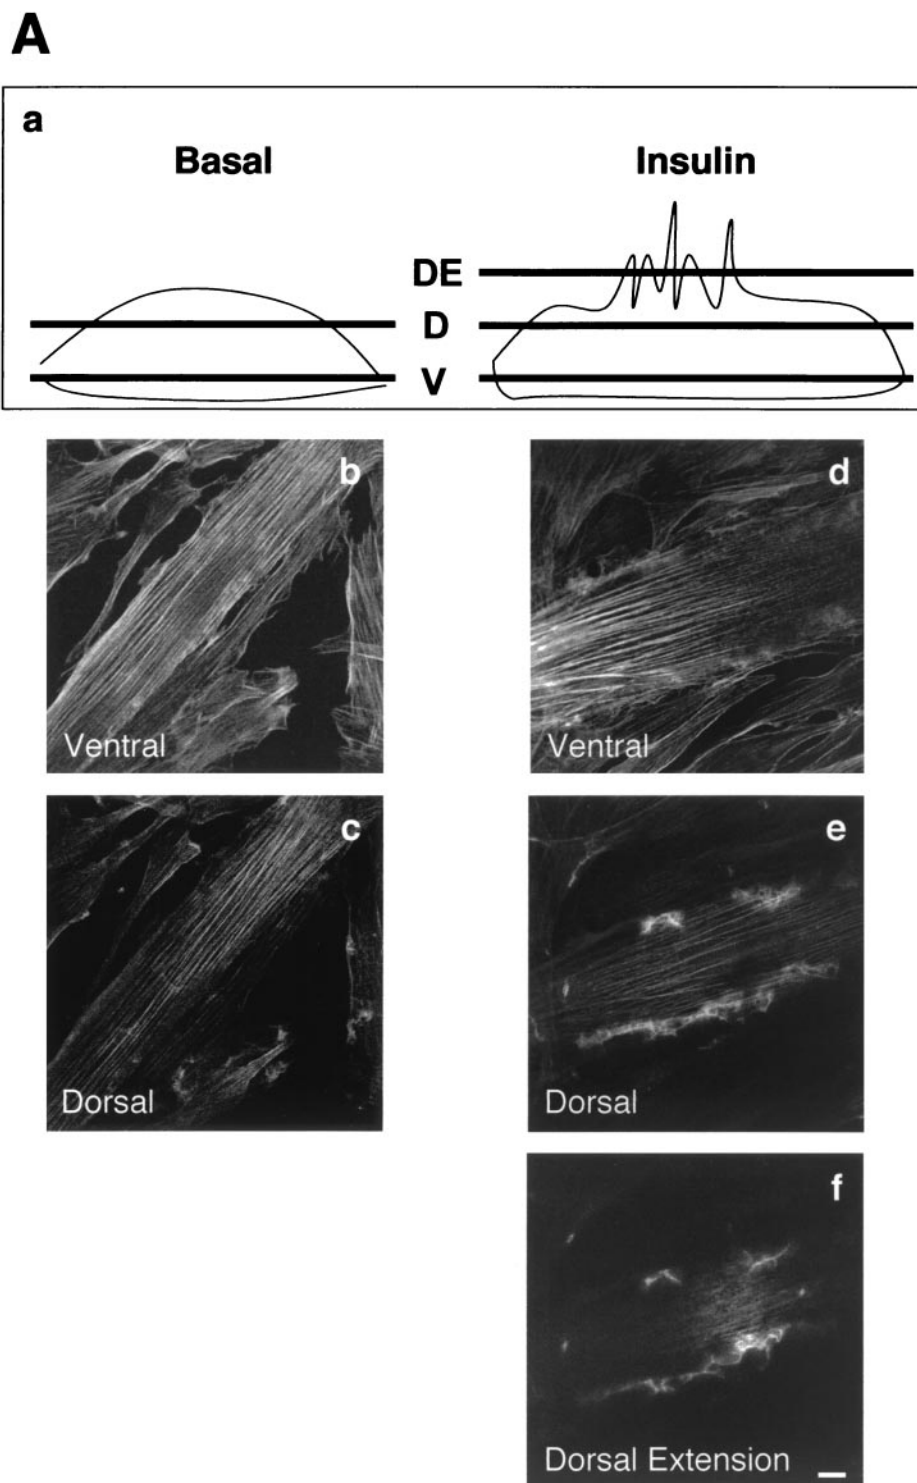 A
a
Basal
Insulin
DE
D
V
b
Ventral
d
Ventral
c
Dorsal
e
Dorsal
f
Dorsal Extension